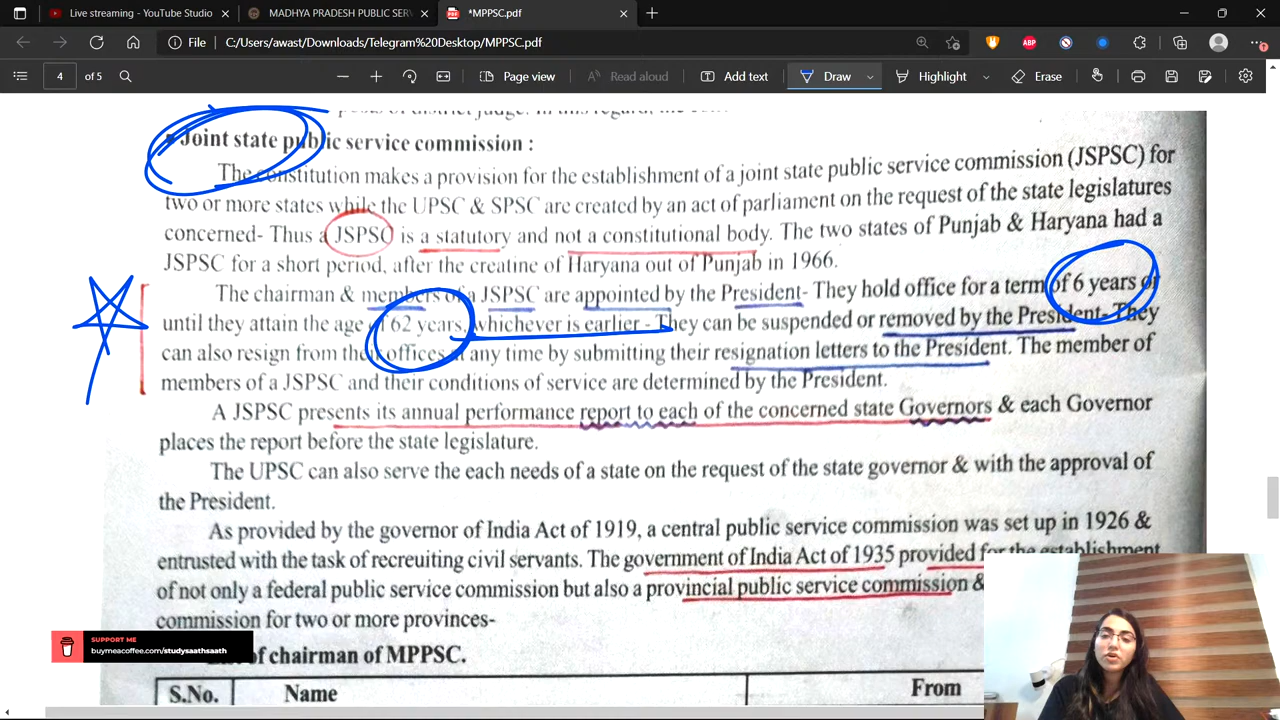 Live streaming - YouTube Studio
MADHYA PRADESH PUBLIC SER
*MPPSC.pdf
File C:/Users/awast/Downloads/Telegram%20Desktop/MPPSC.pdf
ABP
4 of 5 Page view Read aloud Add text Draw Highlight Erase
Joint state public service commission :
The constitution makes a provision for the establishment of a joint state public service commission (JSPSC) for
two or more states while the UPSC & SPSC are created by an act of parliament on the request of the state legislatures
concerned- Thus a JSPSC is a statutory and not a constitutional body. The two states of Punjab & Haryana had a
JSPSC for a short period, after the creatine of Haryana out of Punjab in 1966.
The chairman & members of a JSPSC are appointed by the President- They hold office for a term of 6 years or
until they attain the age of 62 years, whichever is earlier - They can be suspended or removed by the President- They
can also resign from their offices at any time by submitting their resignation letters to the President. The member of
members of a JSPSC and their conditions of service are determined by the President.
A JSPSC presents its annual performance report to each of the concerned state Governors & each Governor
places the report before the state legislature.
The UPSC can also serve the each needs of a state on the request of the state governor & with the approval of
the President.
As provided by the governor of India Act of 1919, a central public service commission was set up in 1926 &
entrusted with the task of recreuiting civil servants. The government of India Act of 1935 provided for the establishment
of not only a federal public service commission but also a provincial public service commission &
commission for two or more provinces-
SUPPORT ME
buymeacoffee.com/studysaathsaath
of chairman of MPPSC.
S.No. Name From